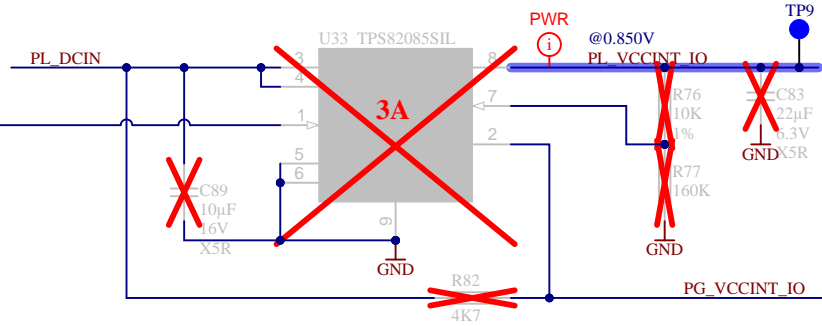 TP9
PWR
i
U33 TPS82085SIL
@0.850V
PL_DCIN
3
8
PL_VCCINT_IO
4
3A
7
R76
10K
1%
C83
22µF
6.3V
X5R
GND
1
2
5
6
R77
160K
C89
10µF
16V
X5R
9
GND
GND
R82
4K7
PG_VCCINT_IO